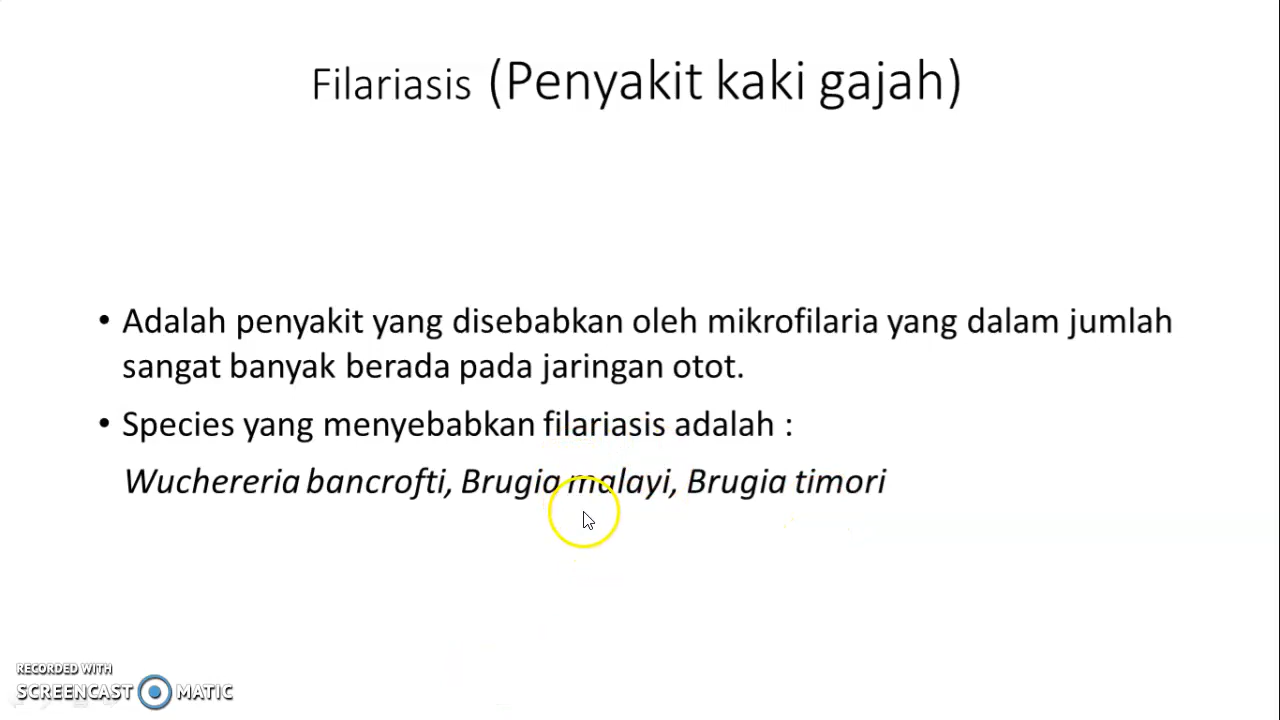 Filariasis (Penyakit kaki gajah)
• Adalah penyakit yang disebabkan oleh mikrofilaria yang dalam jumlah
sangat banyak berada pada jaringan otot.
• Species yang menyebabkan filariasis adalah :
Wuchereria bancrofti, Brugia malayi, Brugia timori
RECORDED WITH
SCREENCAST MATIC